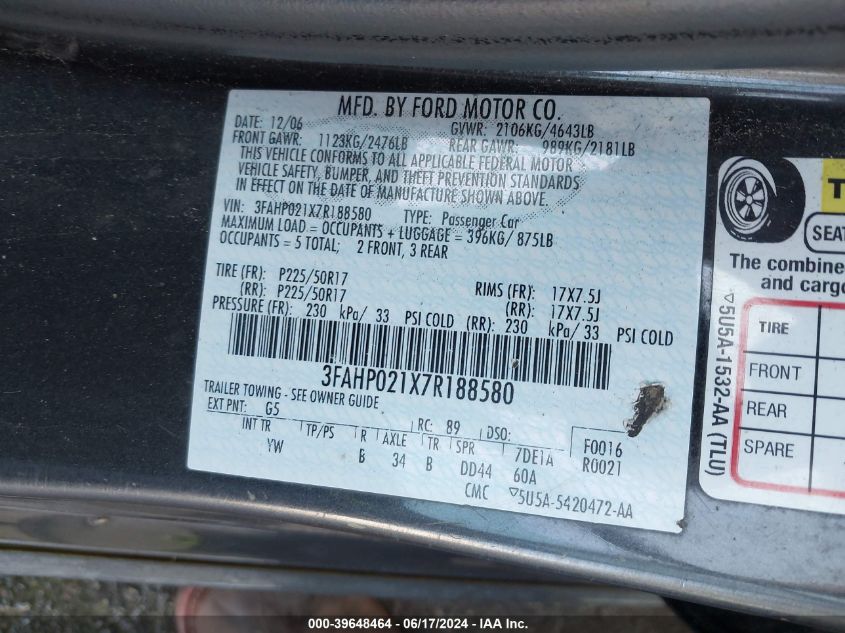 MFD. BY FORD MOTOR CO.
DATE: 12/06 GVWR: 2106KG/4643LB
FRONT GAWR: 1123KG/2476LB REAR GAWR: 989KG/2181LB
THIS VEHICLE CONFORMS TO ALL APPLICABLE FEDERAL MOTOR
VEHICLE SAFETY, BUMPER, AND THEFT PREVENTION STANDARDS
IN EFFECT ON THE DATE OF MANUFACTURE SHOWN ABOVE.
VIN: 3FAHP021X7R188580 TYPE: Passenger Car
MAXIMUM LOAD = OCCUPANTS + LUGGAGE = 396KG/ 875LB
OCCUPANTS = 5 TOTAL; 2 FRONT, 3 REAR
TIRE (FR): P225/50R17 RIMS (FR): 17X7.5J
(RR): P225/50R17 (RR): 17X7.5J
PRESSURE (FR): 230 kPa/ 33 PSI COLD (RR): 230 kPa/ 33 PSI COLD
3FAHP021X7R188580
TRAILER TOWING - SEE OWNER GUIDE
EXT PNT: G5 RC: 89 DSO: F0016
INT TR TP/PS R AXLE TR SPR 7DE1A R0021
YW B 34 B DD44 60A
CMC ▽5U5A-5420472-AA
SEAT
The combine
and cargo
TIRE
FRONT
REAR
SPARE
▽5U5A-1532-AA (TLU)
000-39648464 - 06/17/2024 - IAA Inc.